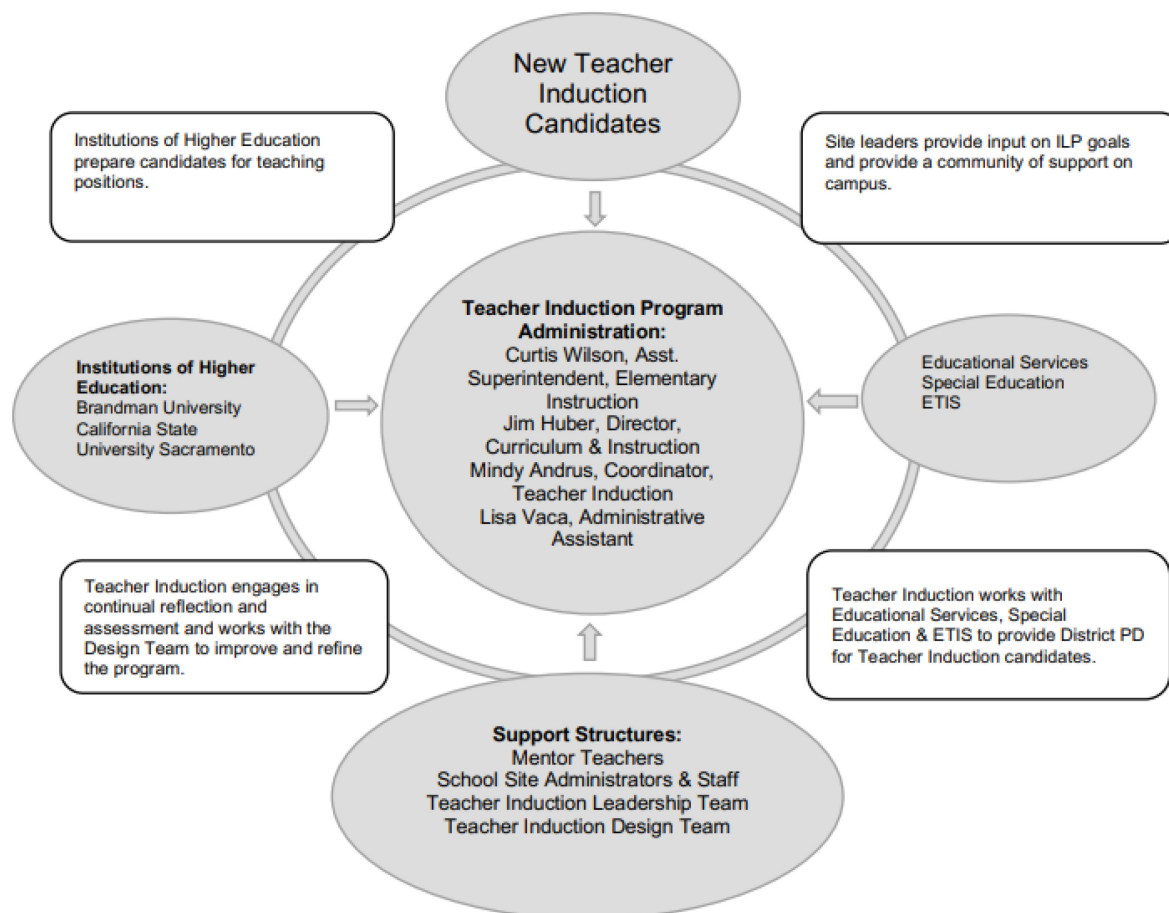 New Teacher
Induction
Candidates
Institutions of Higher Education
prepare candidates for teaching
positions.
Site leaders provide input on ILP goals
and provide a community of support on
campus.
Teacher Induction Program
Administration:
Curtis Wilson, Asst.
Superintendent, Elementary
Instruction
Jim Huber, Director,
Curriculum & Instruction
Mindy Andrus, Coordinator,
Teacher Induction
Lisa Vaca, Administrative
Assistant
Institutions of Higher
Education:
Brandman University
California State
University Sacramento
Educational Services
Special Education
ETIS
Teacher Induction engages in
continual reflection and
assessment and works with the
Design Team to improve and refine
the program.
Teacher Induction works with
Educational Services, Special
Education & ETIS to provide District PD
for Teacher Induction candidates.
Support Structures:
Mentor Teachers
School Site Administrators & Staff
Teacher Induction Leadership Team
Teacher Induction Design Team